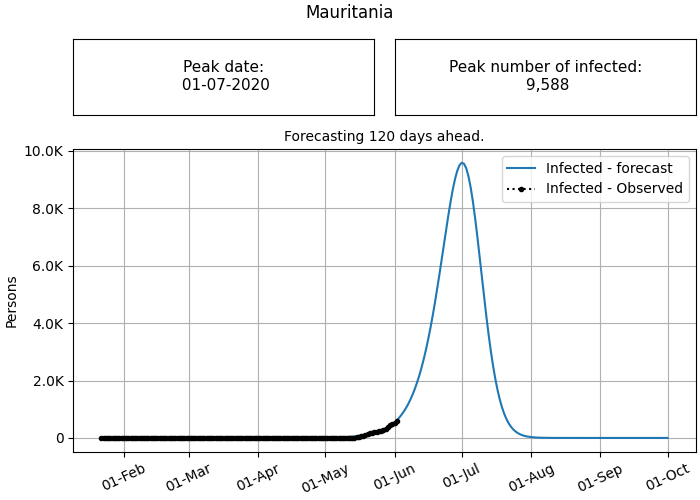 Mauritania
Peak date:
01-07-2020
Peak number of infected:
9,588
Forecasting 120 days ahead.
Infected - forecast
Infected - Observed
Persons
10.0K
8.0K
6.0K
4.0K
2.0K
0
01-Feb
01-Mar
01-Apr
01-May
01-Jun
01-Jul
01-Aug
01-Sep
01-Oct